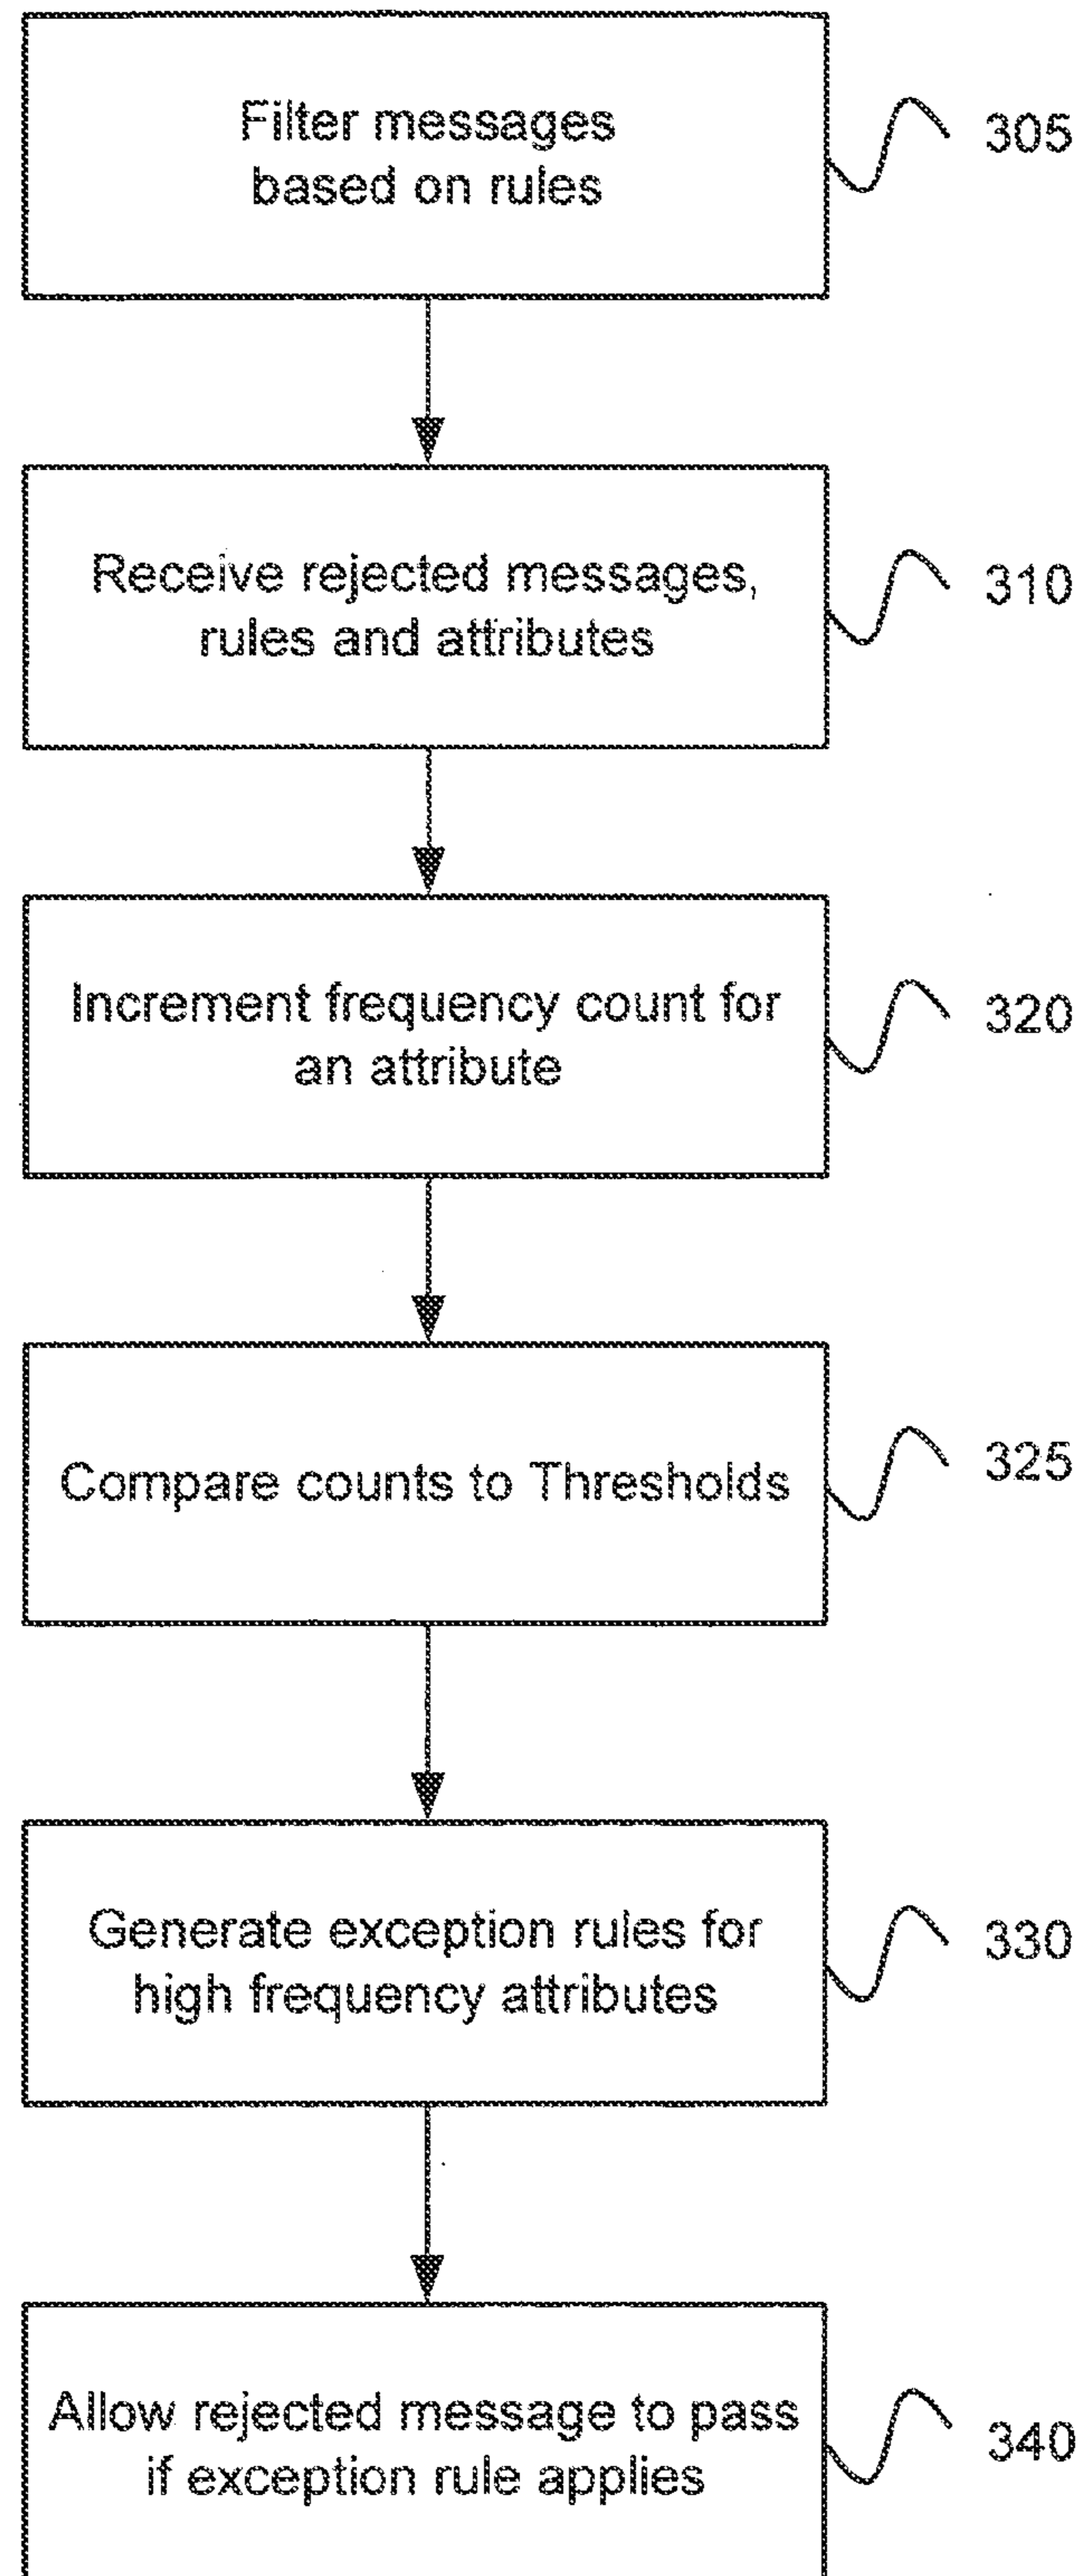 Filter messages
based on rules
305
Receive rejected messages,
rules and attributes
310
Increment frequency count for
an attribute
320
Compare counts to Thresholds
325
Generate exception rules for
high frequency attributes
330
Allow rejected message to pass
if exception rule applies
340